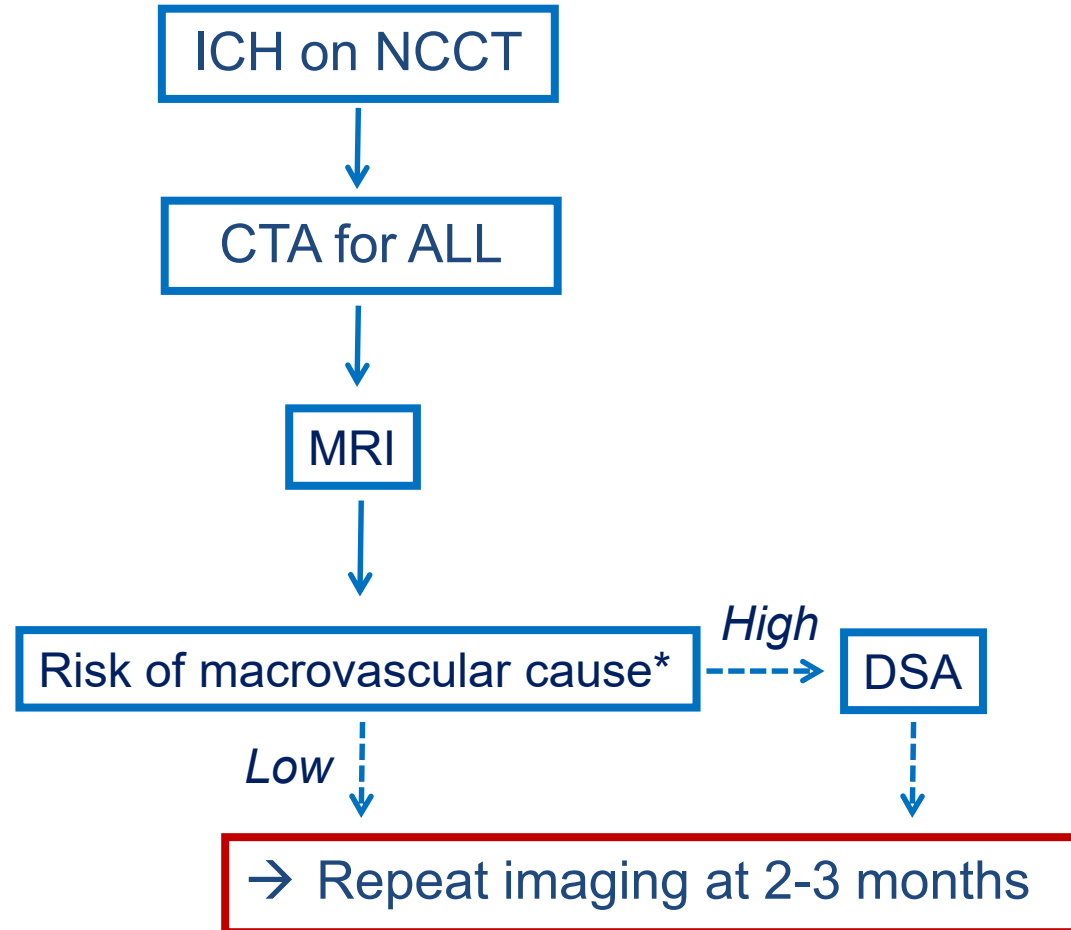 ICH on NCCT
CTA for ALL
MRI
High
Risk of macrovascular cause*
DSA
Low
→ Repeat imaging at 2-3 months